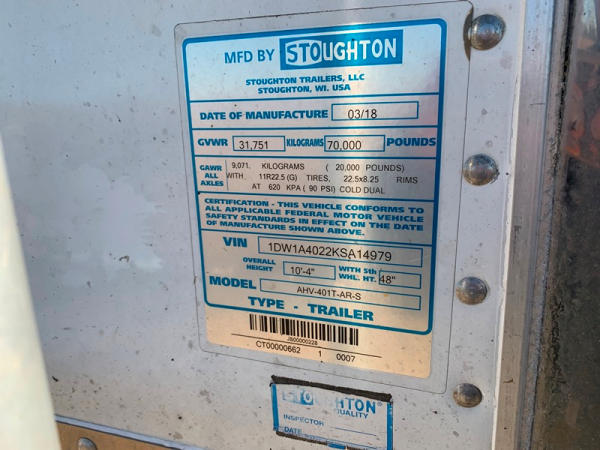 MFD BY STOUGHTON
STOUGHTON TRAILERS, LLC
STOUGHTON, WI. USA
DATE OF MANUFACTURE 03/18
GVWR 31,751 KILOGRAMS 70,000 POUNDS
GAWR 9,071. KILOGRAMS ( 20,000 POUNDS)
ALL WITH 11R22.5 (G) TIRES, 22.5x8.25 RIMS
AXLES AT 620 KPA ( 90 PSI) COLD DUAL
CERTIFICATION - THIS VEHICLE CONFORMS TO
ALL APPLICABLE FEDERAL MOTOR VEHICLE
SAFETY STANDARDS IN EFFECT ON THE DATE
OF MANUFACTURE SHOWN ABOVE.
VIN 1DW1A4022KSA14979
OVERALL HEIGHT 10'-4" WITH 5th WHL. HT. 48"
MODEL AHV-401T-AR-S
TYPE - TRAILER
JS00000228
CT00000662 1 0007
STOUGHTON®
QUALITY
INSPECTOR
DATE